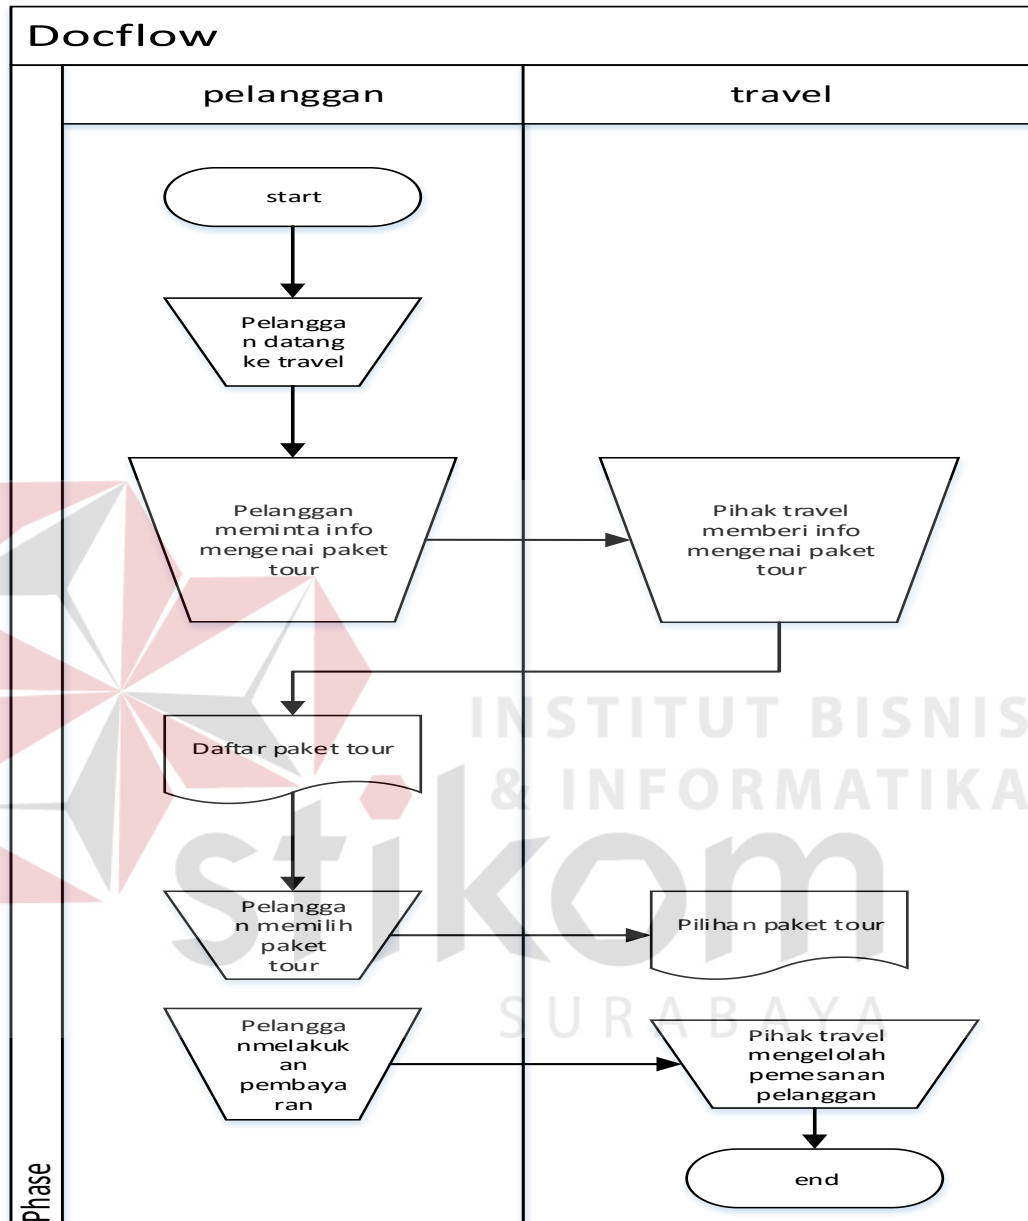 Docflow
pelanggan
travel
start
Pelangga
n datang
ke travel
Pelanggan
meminta info
mengenai paket
tour
Pihak travel
memberi info
mengenai paket
tour
Daftar paket tour
Pelangga
n memilih
paket
tour
Pilihan paket tour
Pelangga
nmelakuk
an
pembaya
ran
Pihak travel
mengelolah
pemesanan
pelanggan
end
Phase
INSTITUT BISNIS
& INFORMATIKA
stikom
SURABAYA